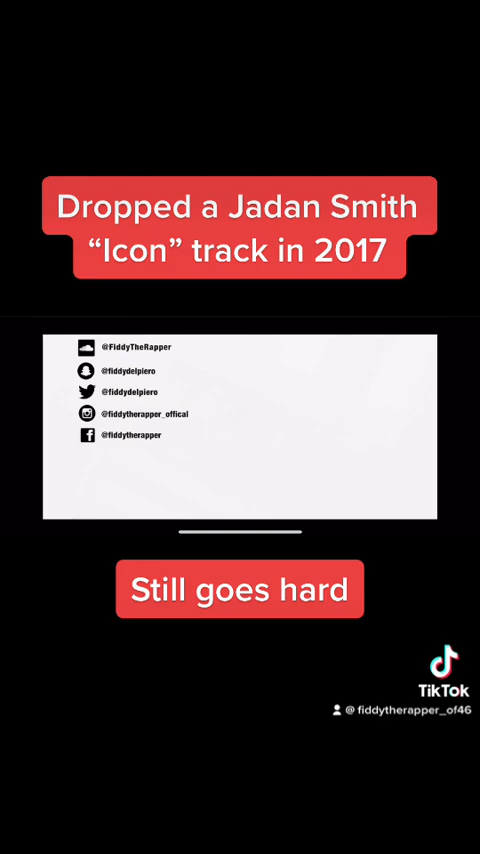 Dropped a Jadan Smith
“Icon” track in 2017
@FiddyTheRapper
@fiddydelpiero
@fiddydelpiero
@fiddytherapper_offical
@fiddytherapper
Still goes hard
TikTok
@ fiddytherapper_of46